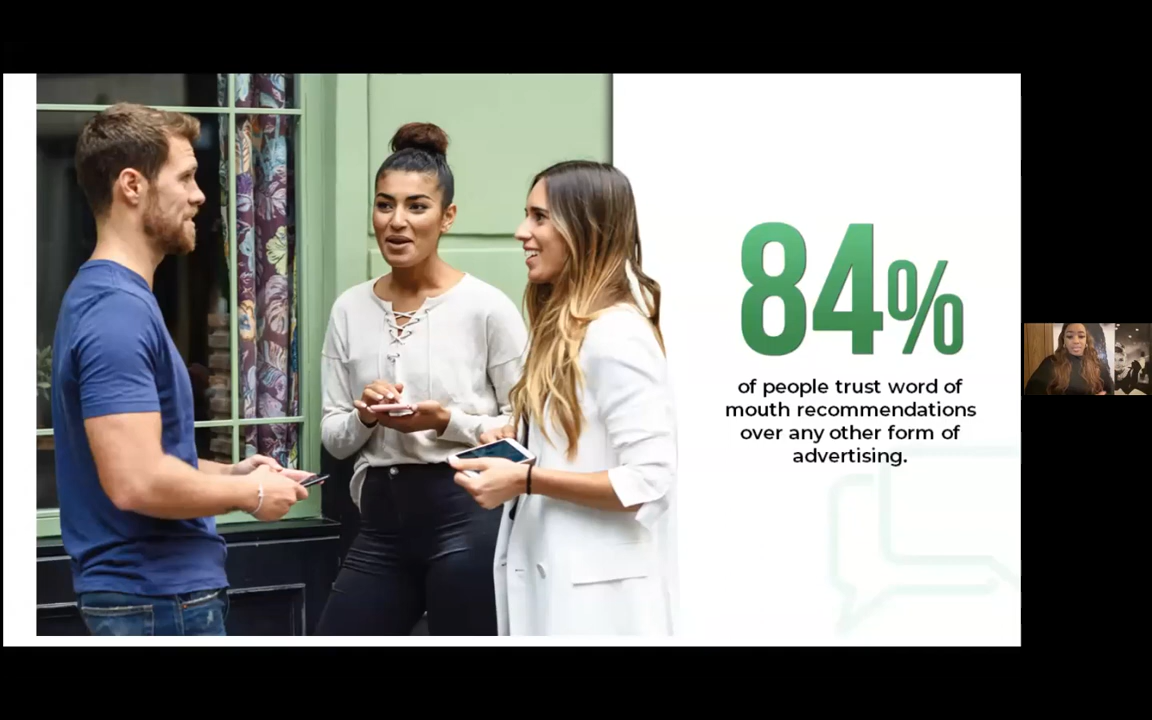 84%
of people trust word of
mouth recommendations
over any other form of
advertising.